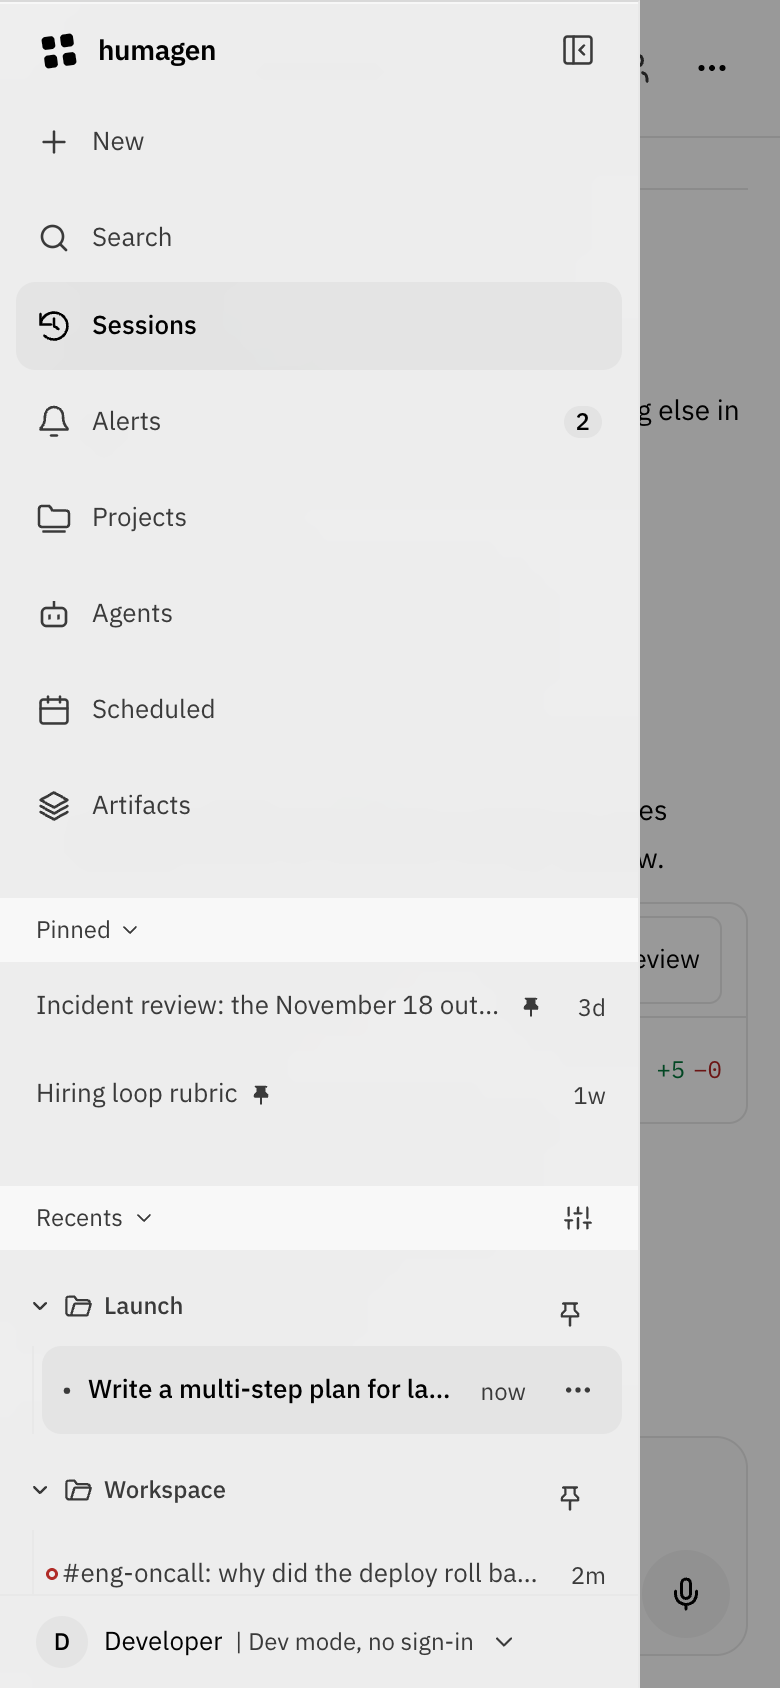 humagen
New
Search
Sessions
Alerts 2
Projects
Agents
Scheduled
Artifacts
Pinned
Incident review: the November 18 out... 3d
Hiring loop rubric 1w
Recents
Launch
Write a multi-step plan for la... now
Workspace
#eng-oncall: why did the deploy roll ba... 2m
D Developer | Dev mode, no sign-in
g else in
es
w.
eview
+5 −0